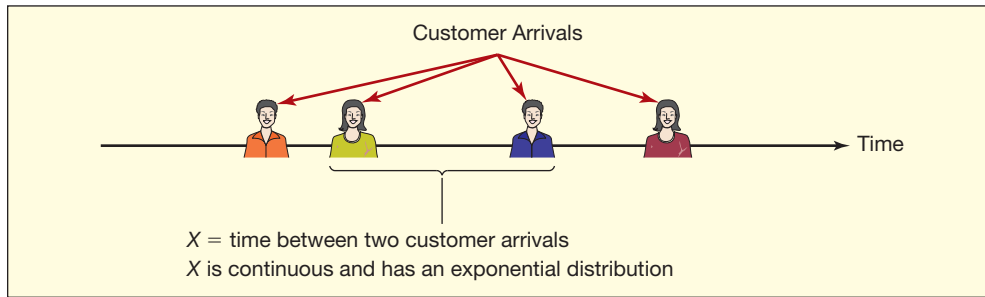 Customer Arrivals
Time
X = time between two customer arrivals
X is continuous and has an exponential distribution